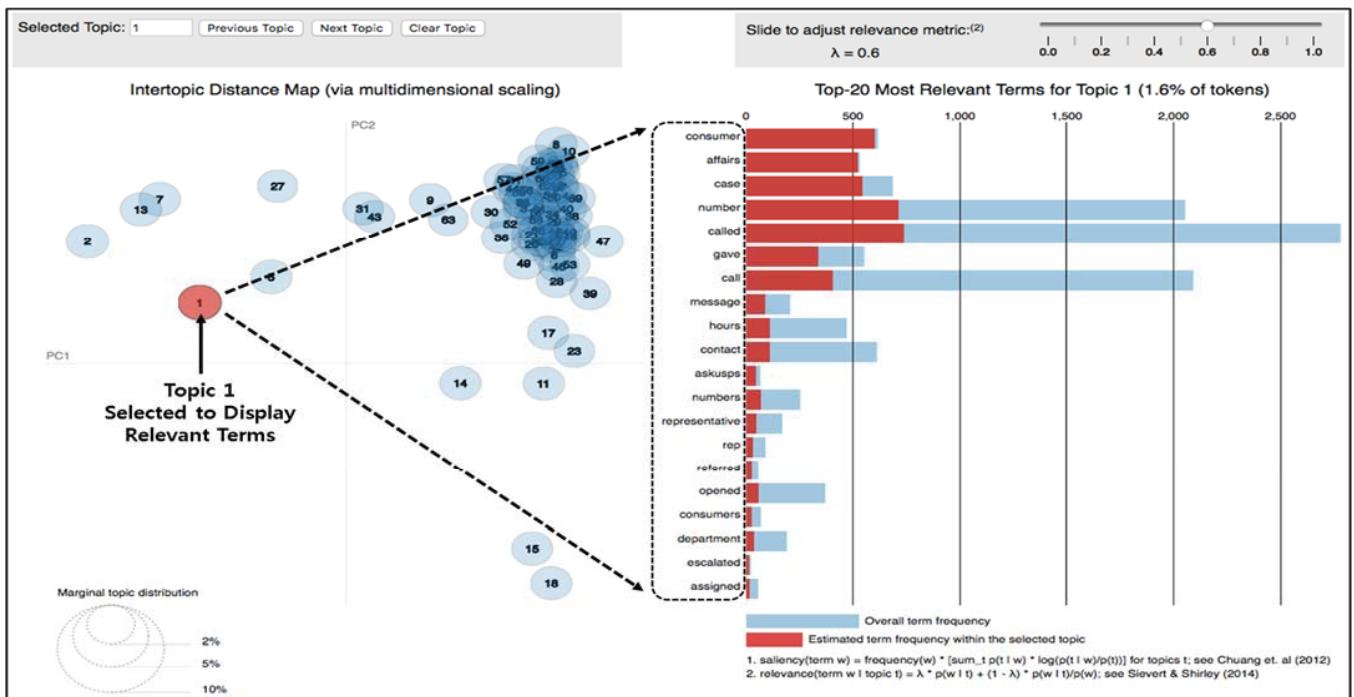 Selected Topic: 1 Previous Topic Next Topic Clear Topic
Slide to adjust relevance metric:(2)
λ = 0.6
0.0 0.2 0.4 0.6 0.8 1.0
Intertopic Distance Map (via multidimensional scaling)
PC2
PC1
8
10
59
57
27
7
13
2
31
43
9
63
30
52
36
47
49
6
53
28
39
5
1
17
23
14
11
15
18
Topic 1
Selected to Display
Relevant Terms
Marginal topic distribution
2%
5%
10%
Top-20 Most Relevant Terms for Topic 1 (1.6% of tokens)
0 500 1,000 1,500 2,000 2,500
consumer
affairs
case
number
called
gave
call
message
hours
contact
askusps
numbers
representative
rep
referred
opened
consumers
department
escalated
assigned
Overall term frequency
Estimated term frequency within the selected topic
1. saliency(term w) = frequency(w) * [sum_t p(t | w) * log(p(t | w)/p(t))] for topics t; see Chuang et. al (2012)
2. relevance(term w | topic t) = λ * p(w | t) + (1 - λ) * p(w | t)/p(w); see Sievert & Shirley (2014)